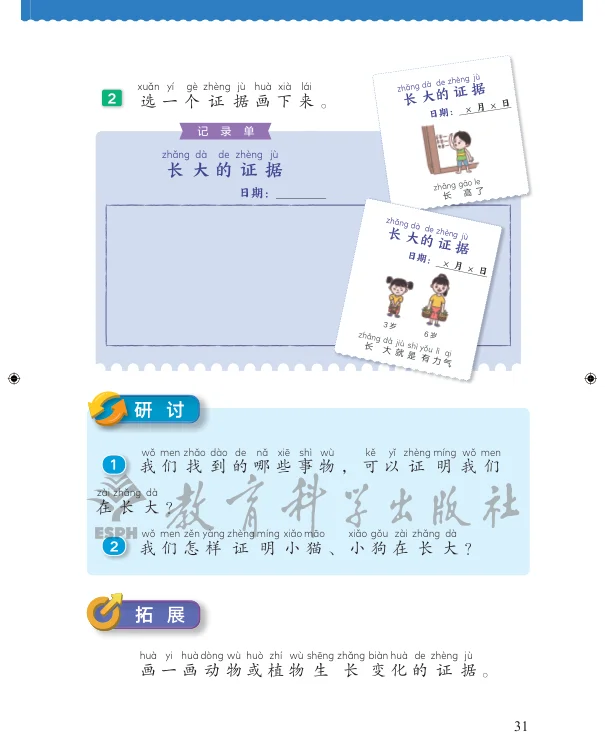 xuǎn yí gè zhèng jù huà xià lái
2 选一个证据画下来。
记录单
zhǎng dà de zhèng jù
长大的证据
日期：________
zhǎng dà de zhèng jù
长大的证据
日期：× 月 × 日
zhǎng gāo le
长高了
zhǎng dà de zhèng jù
长大的证据
日期：× 月 × 日
3岁 6岁
zhǎng dà jiù shì yǒu lì qì
长大就是有力气
研讨
wǒ men zhǎo dào de nǎ xiē shì wù kě yǐ zhèng míng wǒ men
1 我们找到的哪些事物，可以证明我们
zài zhǎng dà
在长大？
wǒ men zěn yàng zhèng míng xiǎo māo xiǎo gǒu zài zhǎng dà
2 我们怎样证明小猫、小狗在长大？
ESPH 教育科学出版社
拓展
huà yi huà dòng wù huò zhí wù shēng zhǎng biàn huà de zhèng jù
画一画动物或植物生长变化的证据。
31